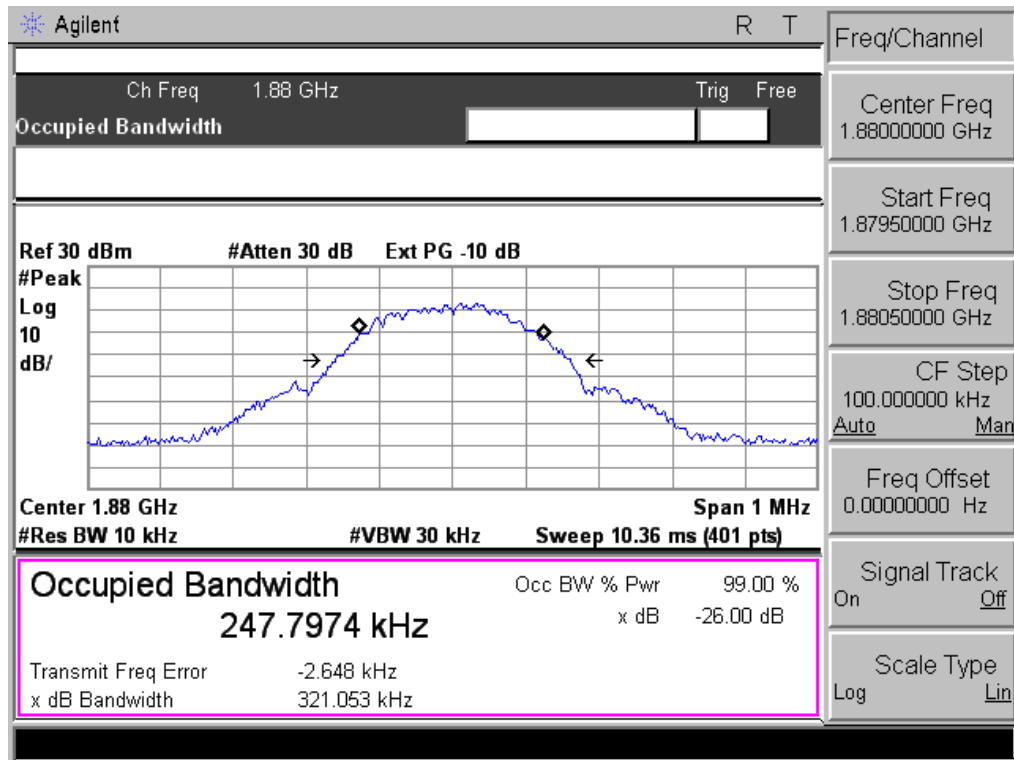 Agilent R T
Ch Freq 1.88 GHz Trig Free
Occupied Bandwidth
Ref 30 dBm #Atten 30 dB Ext PG -10 dB
#Peak
Log
10
dB/
Center 1.88 GHz Span 1 MHz
#Res BW 10 kHz #VBW 30 kHz Sweep 10.36 ms (401 pts)
Occupied Bandwidth Occ BW % Pwr 99.00 %
247.7974 kHz x dB -26.00 dB
Transmit Freq Error -2.648 kHz
x dB Bandwidth 321.053 kHz
Freq/Channel
Center Freq
1.88000000 GHz
Start Freq
1.87950000 GHz
Stop Freq
1.88050000 GHz
CF Step
100.000000 kHz
Auto Man
Freq Offset
0.00000000 Hz
Signal Track
On Off
Scale Type
Log Lin